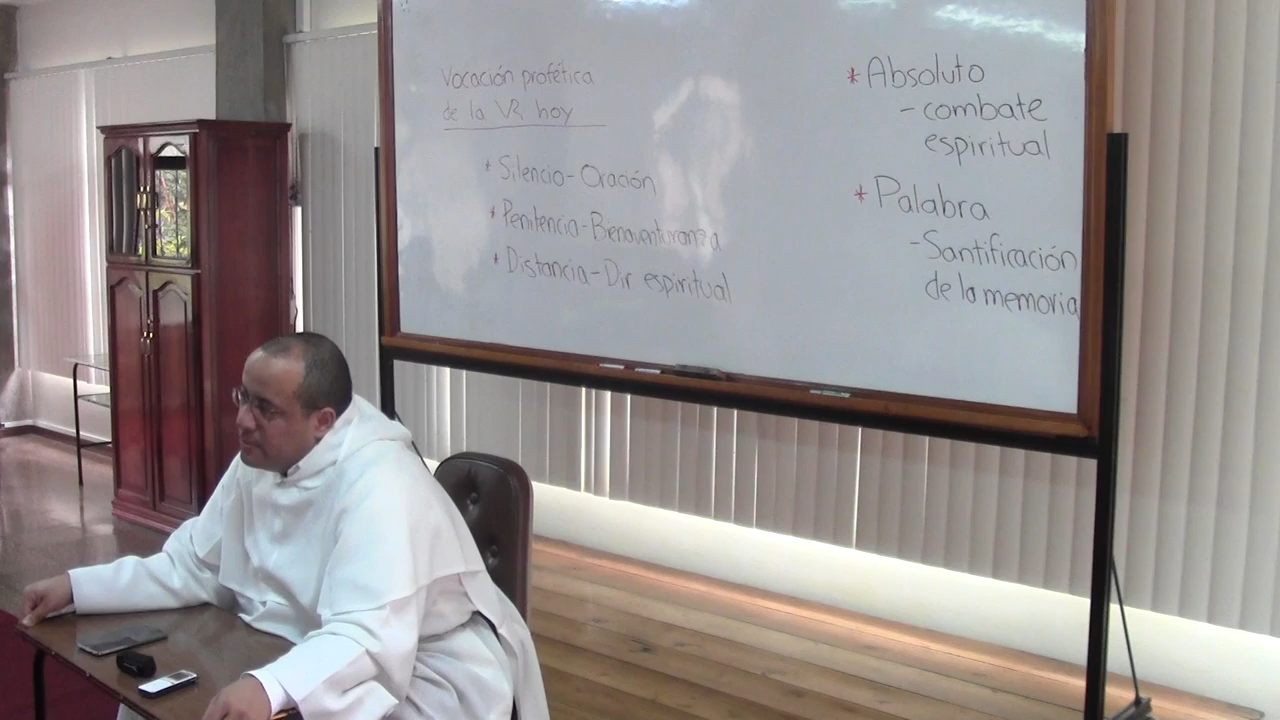 Vocación profética
de la VR hoy
* Silencio - Oración
* Penitencia - Benaventuranza
* Distancia - Dir espiritual
* Absoluto
- combate
espiritual
* Palabra
- Santificación
de la memoria